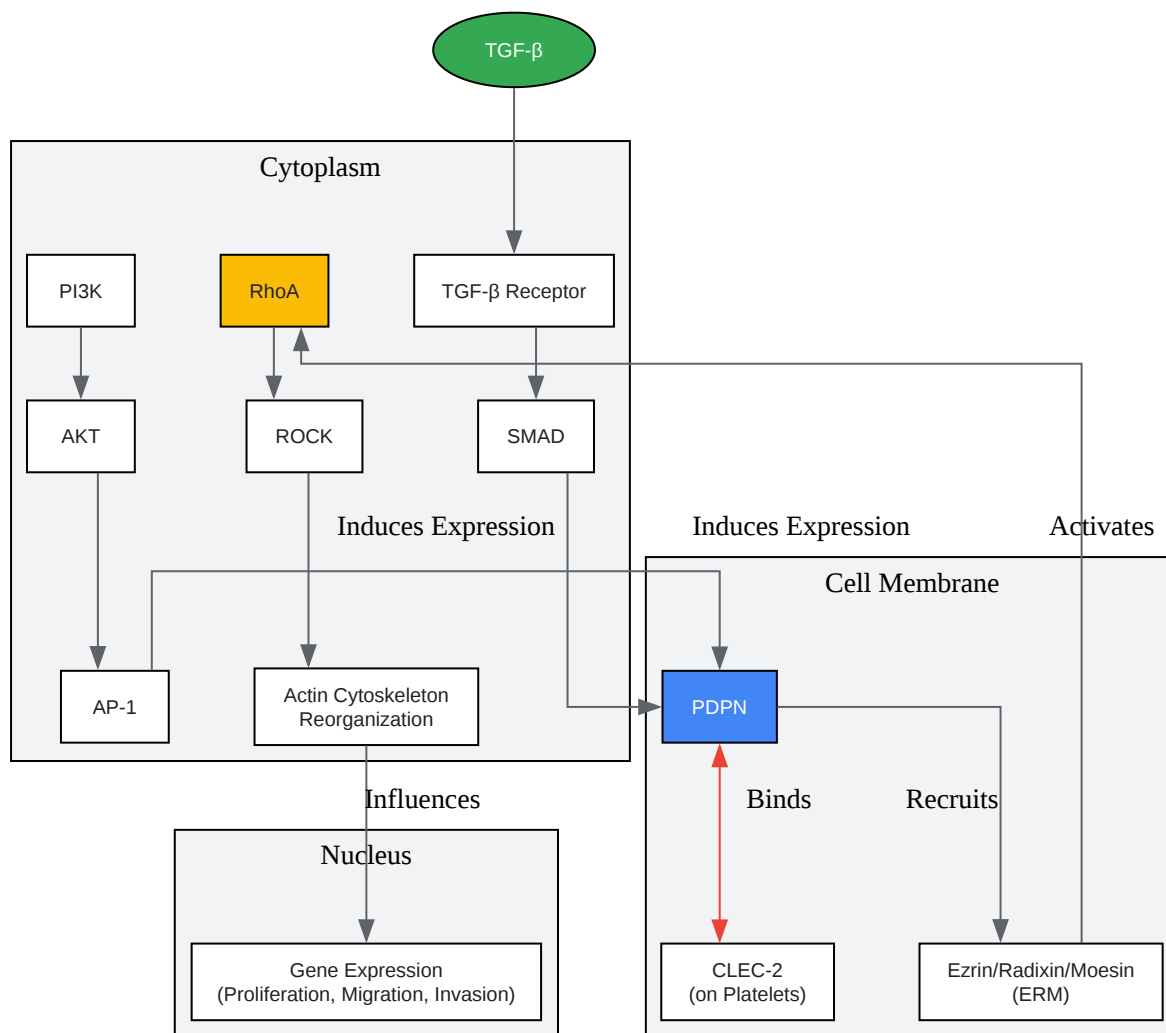 TGF-β
Cytoplasm
PI3K
RhoA
TGF-β Receptor
AKT
ROCK
SMAD
Induces Expression
Induces Expression
Activates
Cell Membrane
AP-1
Actin Cytoskeleton
Reorganization
PDPN
Influences
Binds
Recruits
Nucleus
Gene Expression
(Proliferation, Migration, Invasion)
CLEC-2
(on Platelets)
Ezrin/Radixin/Moesin
(ERM)